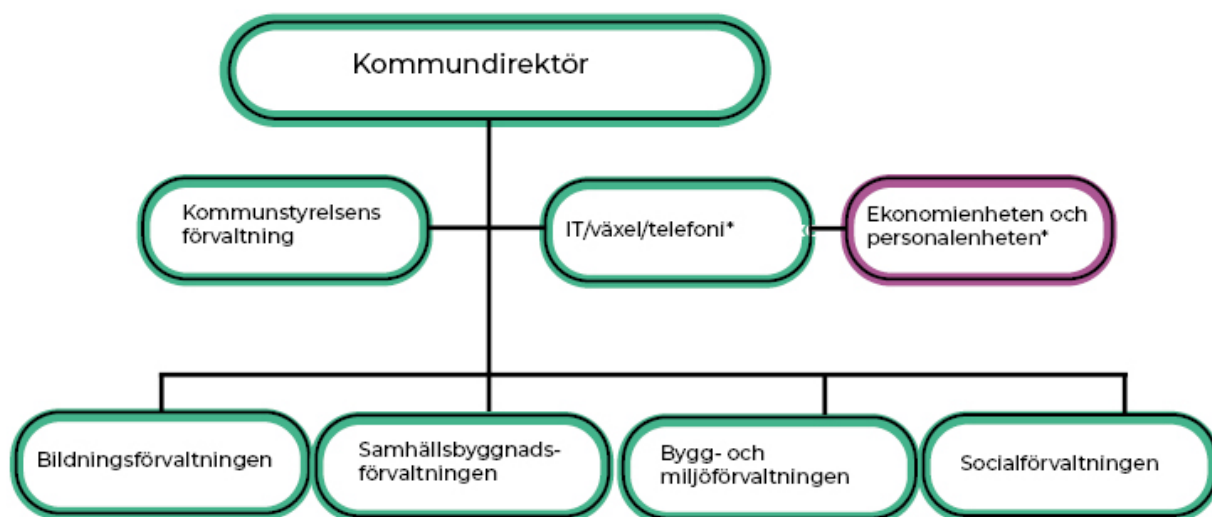 Kommundirektör
Kommunstyrelsens
förvaltning
IT/växel/telefoni*
Ekonomienheten och
personalenheten*
Bildningsförvaltningen
Samhällsbyggnads-
förvaltningen
Bygg- och
miljöförvaltningen
Socialförvaltningen